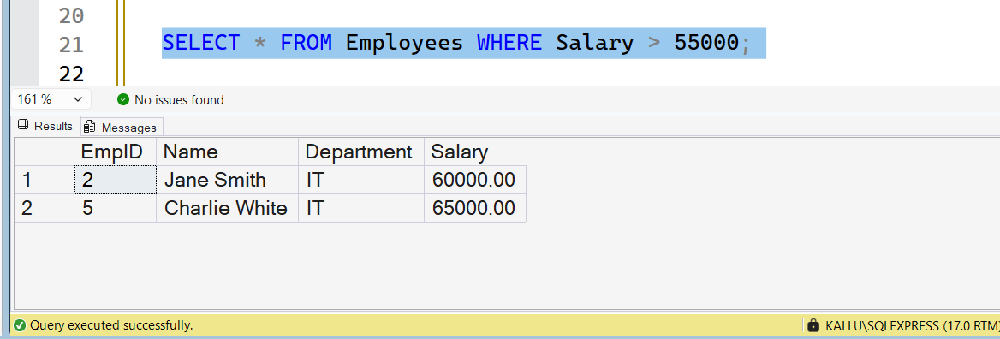 20
21 SELECT * FROM Employees WHERE Salary > 55000;
22
161 % No issues found
Results Messages
EmpID Name Department Salary
1 2 Jane Smith IT 60000.00
2 5 Charlie White IT 65000.00
Query executed successfully. KALLU\SQLEXPRESS (17.0 RTM)